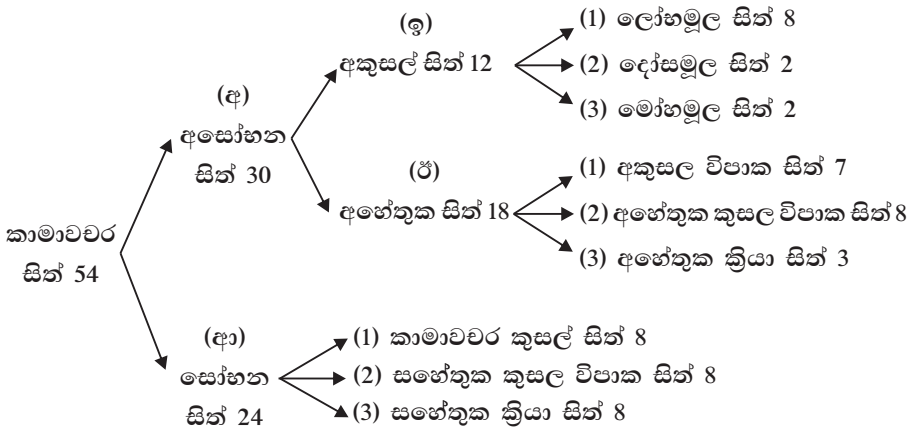 (ඉ)
අකුසල් සිත් 12
(1) ලෝභමූල සිත් 8
(2) දෝසමූල සිත් 2
(3) මෝහමූල සිත් 2
(අ)
අසෝභන
සිත් 30
(ඊ)
අහේතුක සිත් 18
(1) අකුසල විපාක සිත් 7
(2) අහේතුක කුසල විපාක සිත් 8
(3) අහේතුක ක්‍රියා සිත් 3
කාමාවචර
සිත් 54
(ආ)
සෝභන
සිත් 24
(1) කාමාවචර කුසල් සිත් 8
(2) සහේතුක කුසල විපාක සිත් 8
(3) සහේතුක ක්‍රියා සිත් 8